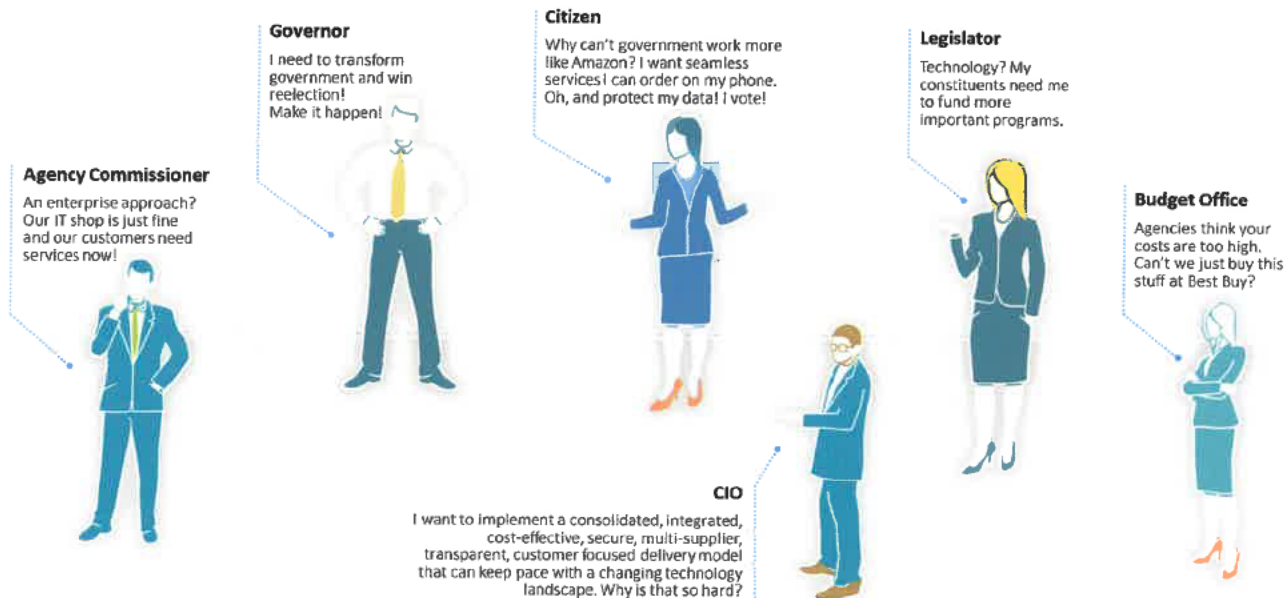 Agency Commissioner
An enterprise approach?
Our IT shop is just fine
and our customers need
services now!
Governor
I need to transform
government and win
reelection!
Make it happen!
Citizen
Why can't government work more
like Amazon? I want seamless
services I can order on my phone.
Oh, and protect my data! I vote!
Legislator
Technology? My
constituents need me
to fund more
important programs.
Budget Office
Agencies think your
costs are too high.
Can't we just buy this
stuff at Best Buy?
CIO
I want to implement a consolidated, integrated,
cost-effective, secure, multi-supplier,
transparent, customer focused delivery model
that can keep pace with a changing technology
landscape. Why is that so hard?